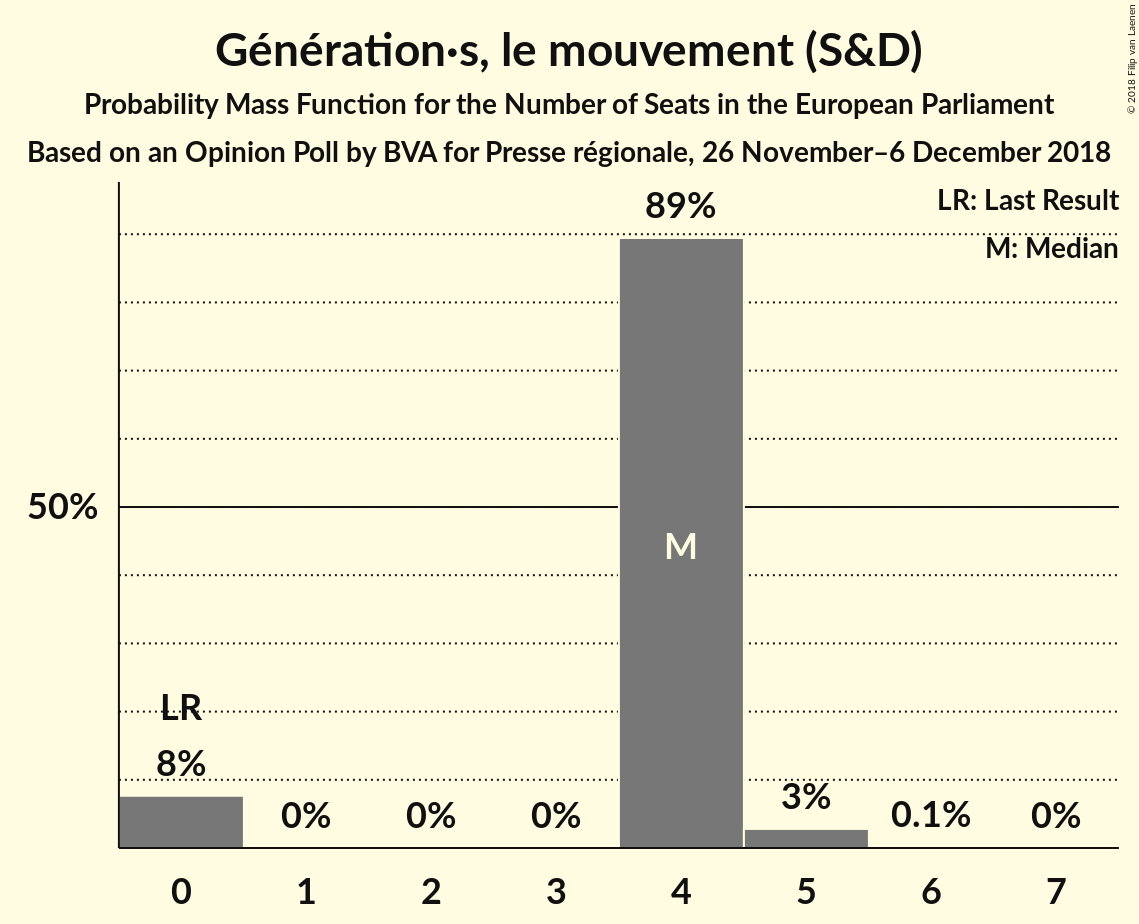 Génération·s, le mouvement (S&D)
Probability Mass Function for the Number of Seats in the European Parliament
Based on an Opinion Poll by BVA for Presse régionale, 26 November–6 December 2018
© 2018 Filip van Laenen
LR: Last Result
M: Median
89%
50%
M
LR
8%
0%
0%
0%
3%
0.1%
0%
0 1 2 3 4 5 6 7